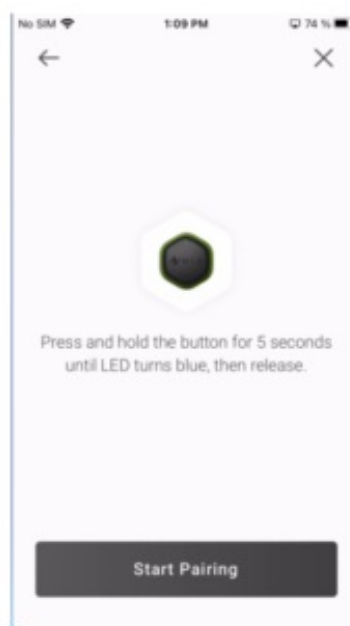 No SIM 1:09 PM 74 %
Press and hold the button for 5 seconds
until LED turns blue, then release.
Start Pairing